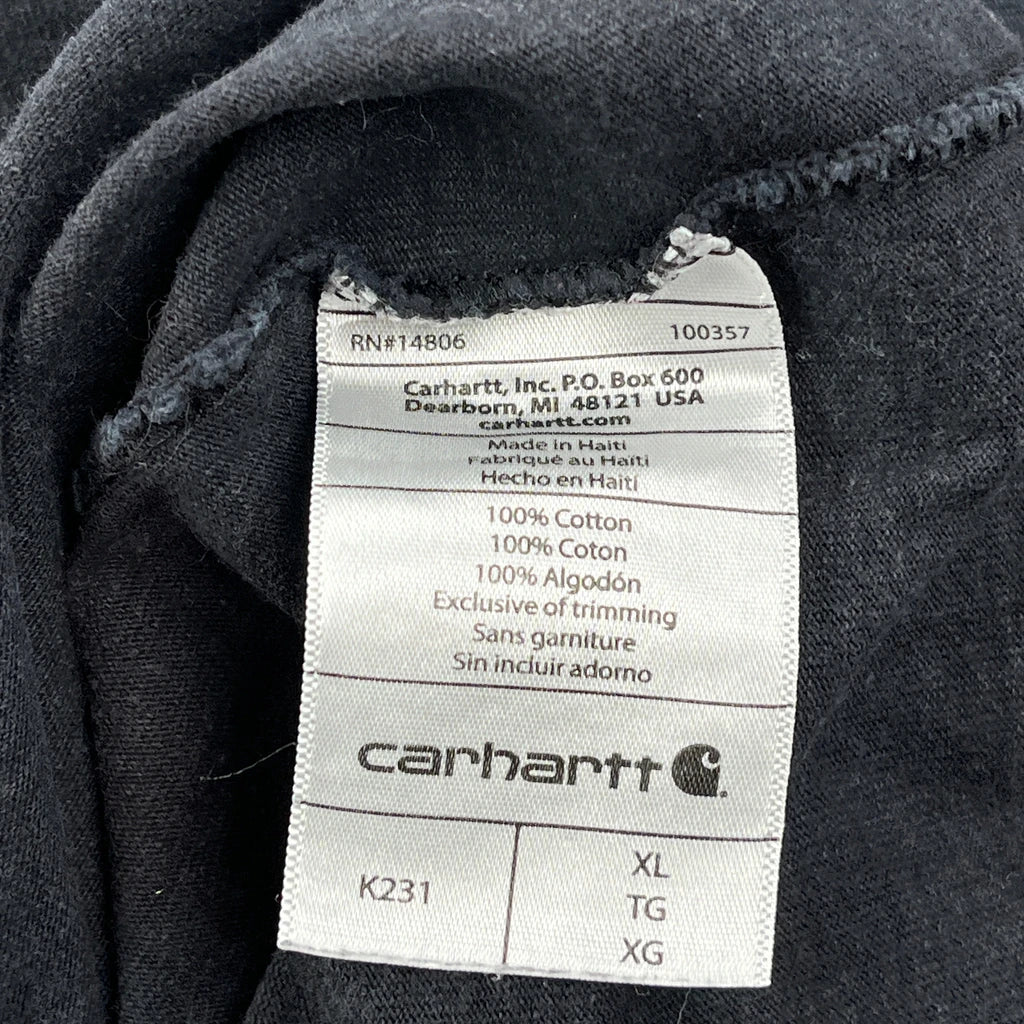 RN#14806 100357
Carhartt, Inc. P.O. Box 600
Dearborn, MI 48121 USA
carhartt.com
Made in Haiti
Fabriqué au Haïti
Hecho en Haití
100% Cotton
100% Coton
100% Algodón
Exclusive of trimming
Sans garniture
Sin incluir adorno
carhartt
K231
XL
TG
XG